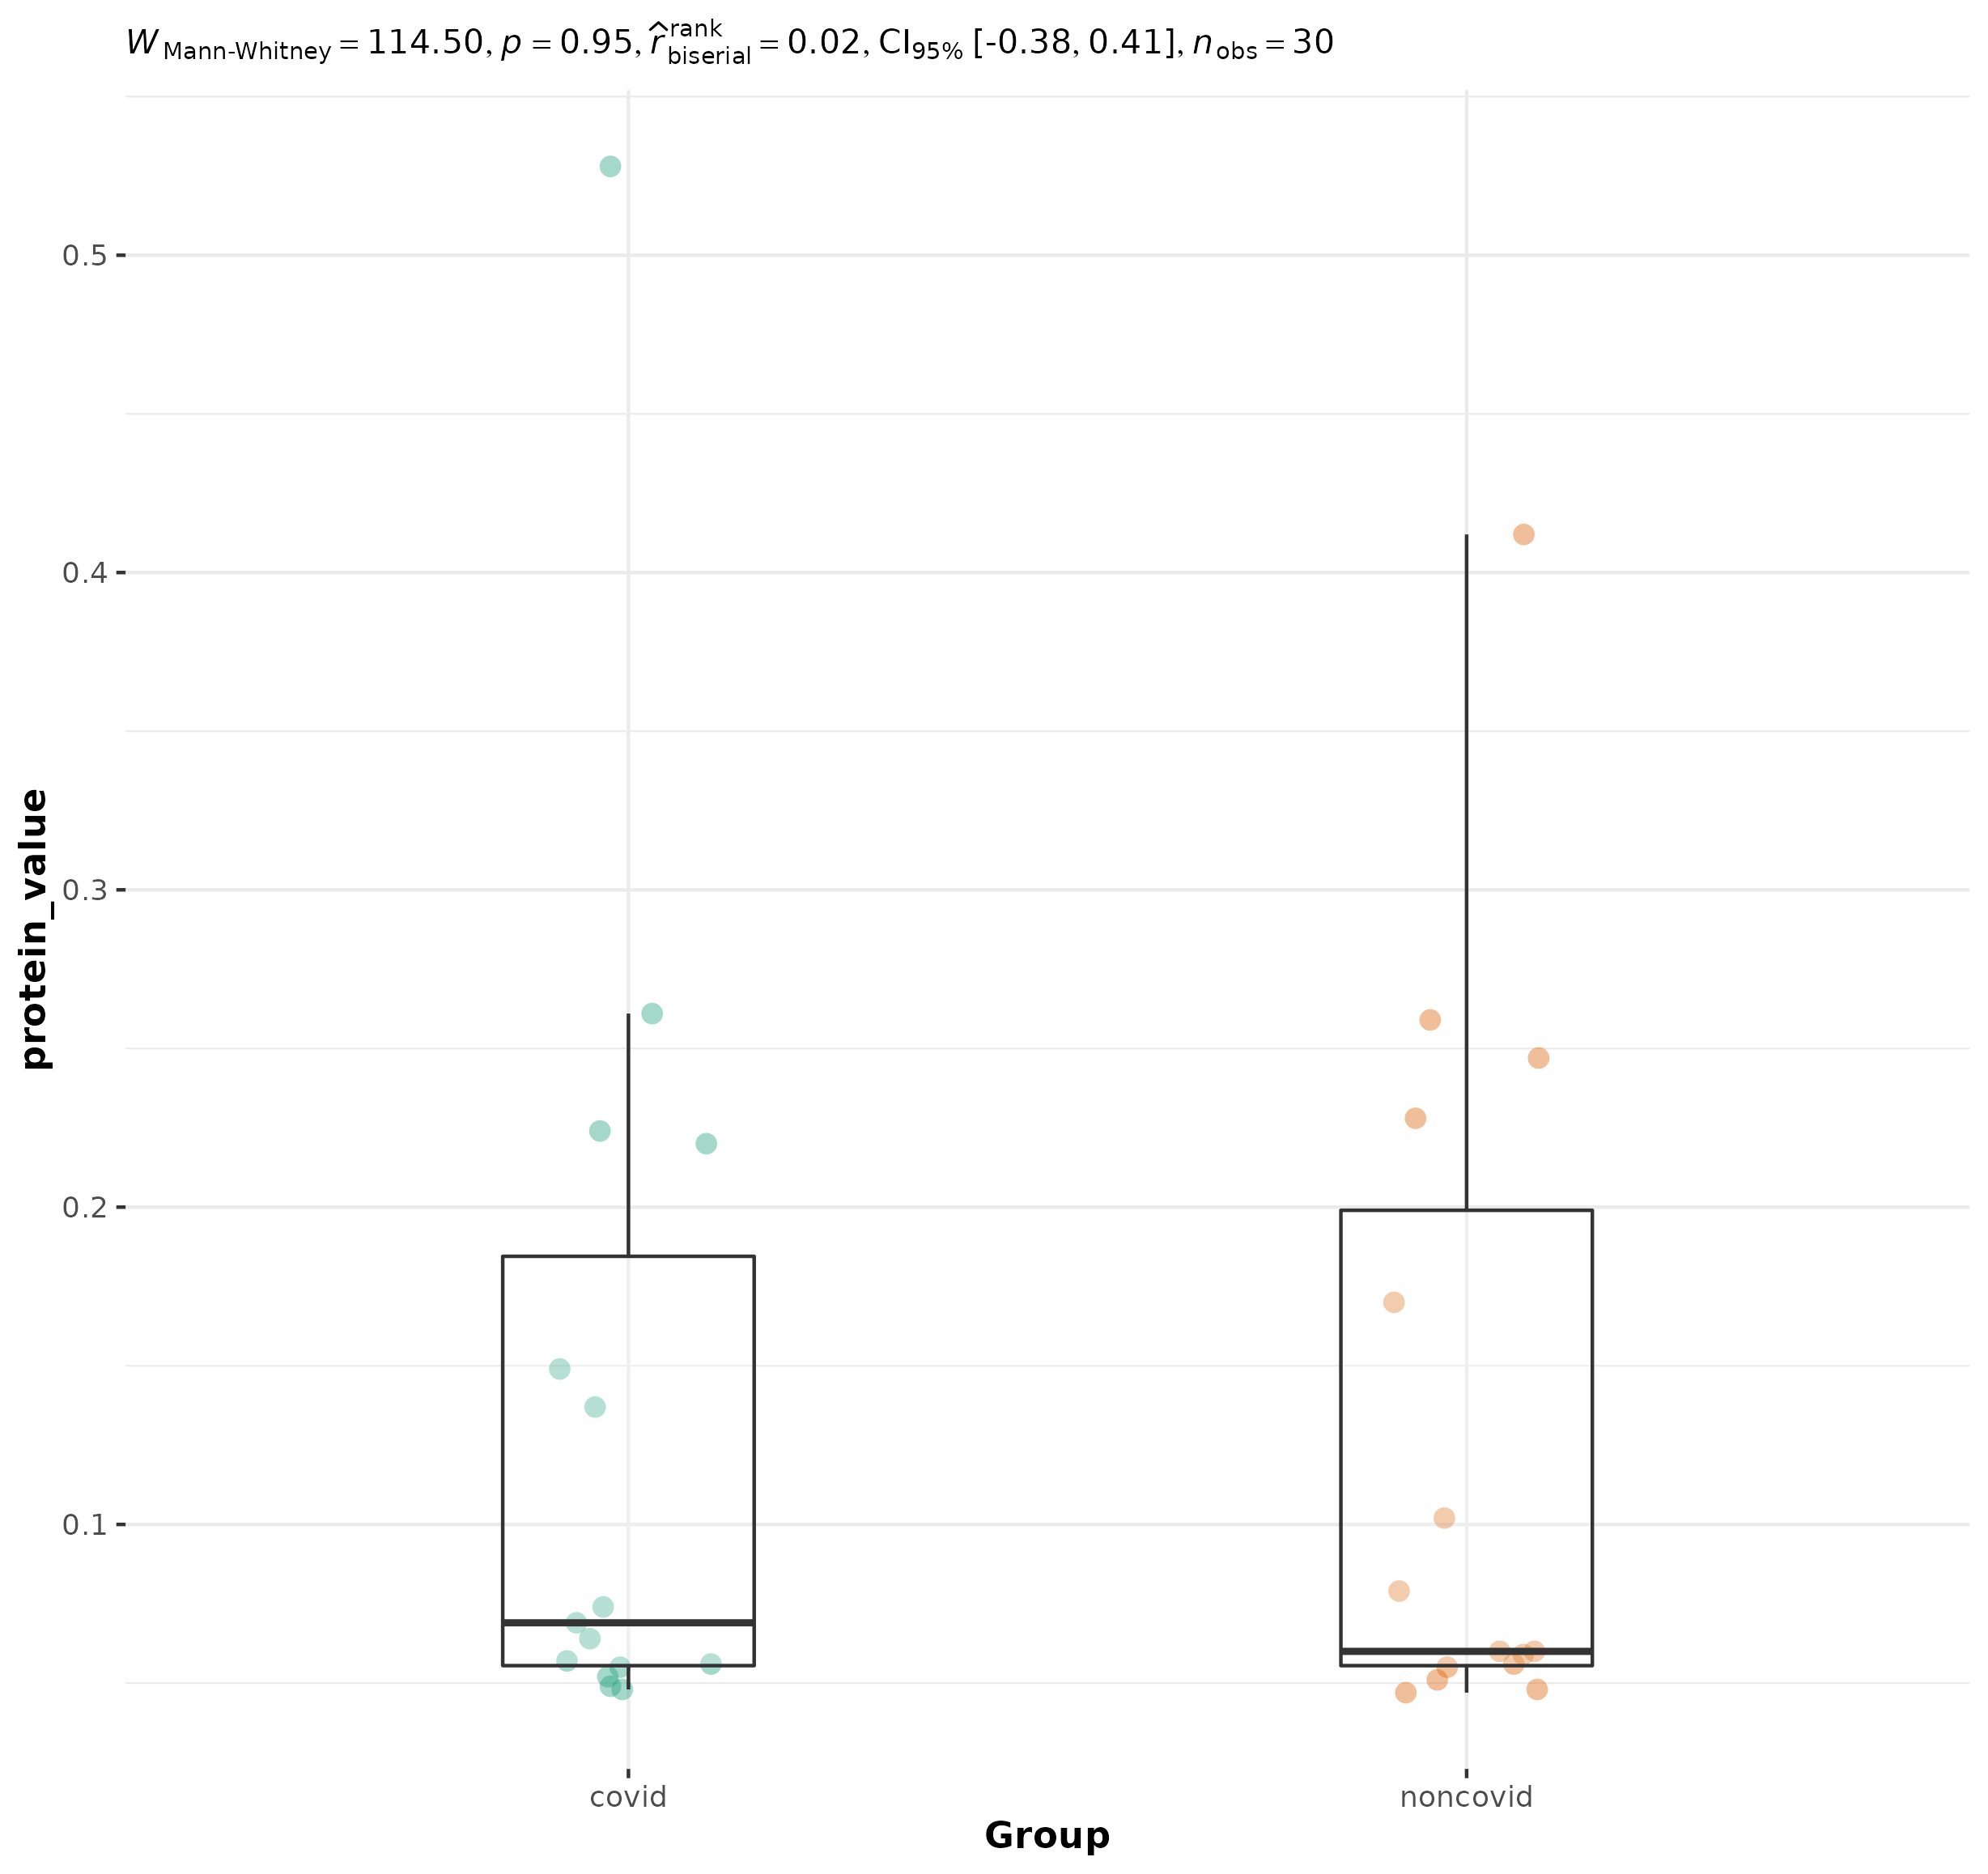 W Mann-Whitney = 114.50, p = 0.95, r̂ rank biserial = 0.02, CI95% [-0.38, 0.41], nobs = 30
protein_value
0.5
0.4
0.3
0.2
0.1
covid noncovid
Group